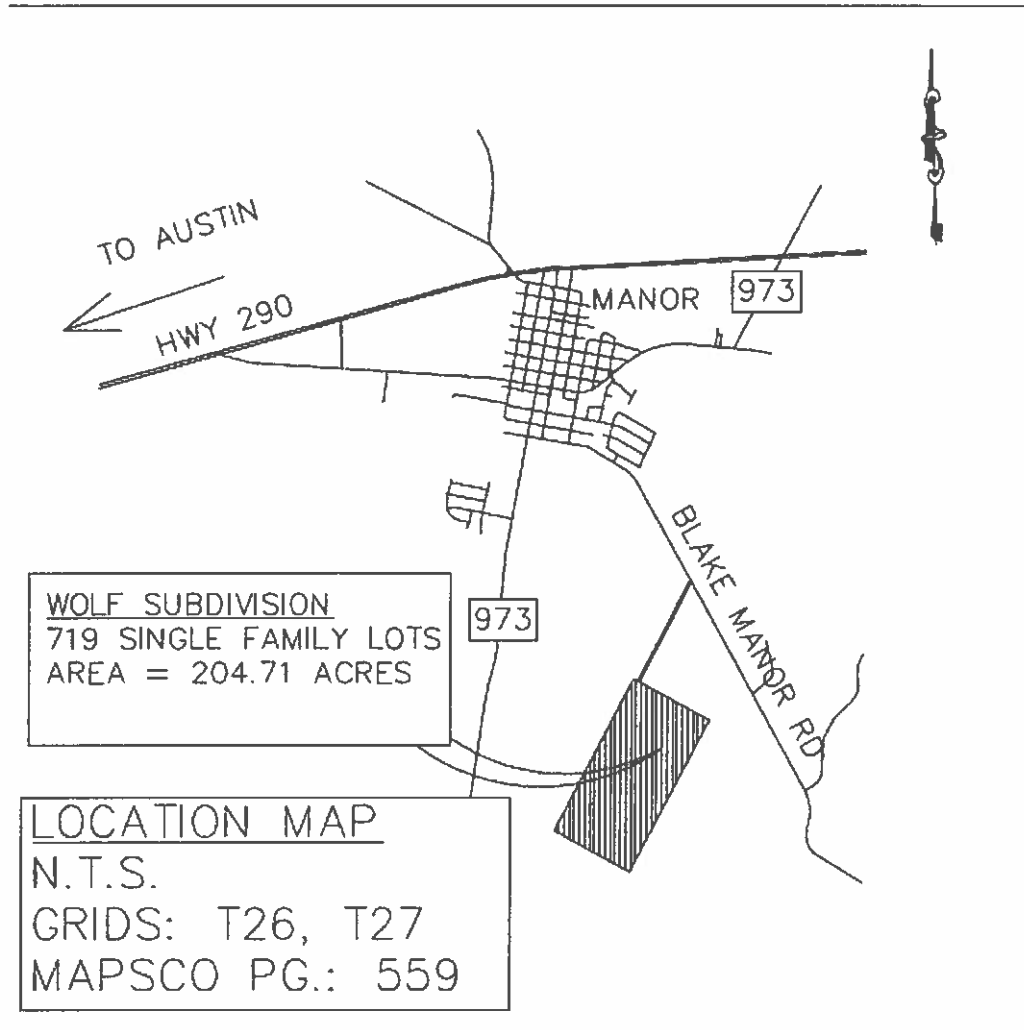 TO AUSTIN
HWY 290
MANOR
973
BLAKE MANOR RD
973
WOLF SUBDIVISION
719 SINGLE FAMILY LOTS
AREA = 204.71 ACRES
LOCATION MAP
N.T.S.
GRIDS: T26, T27
MAPSCO PG.: 559